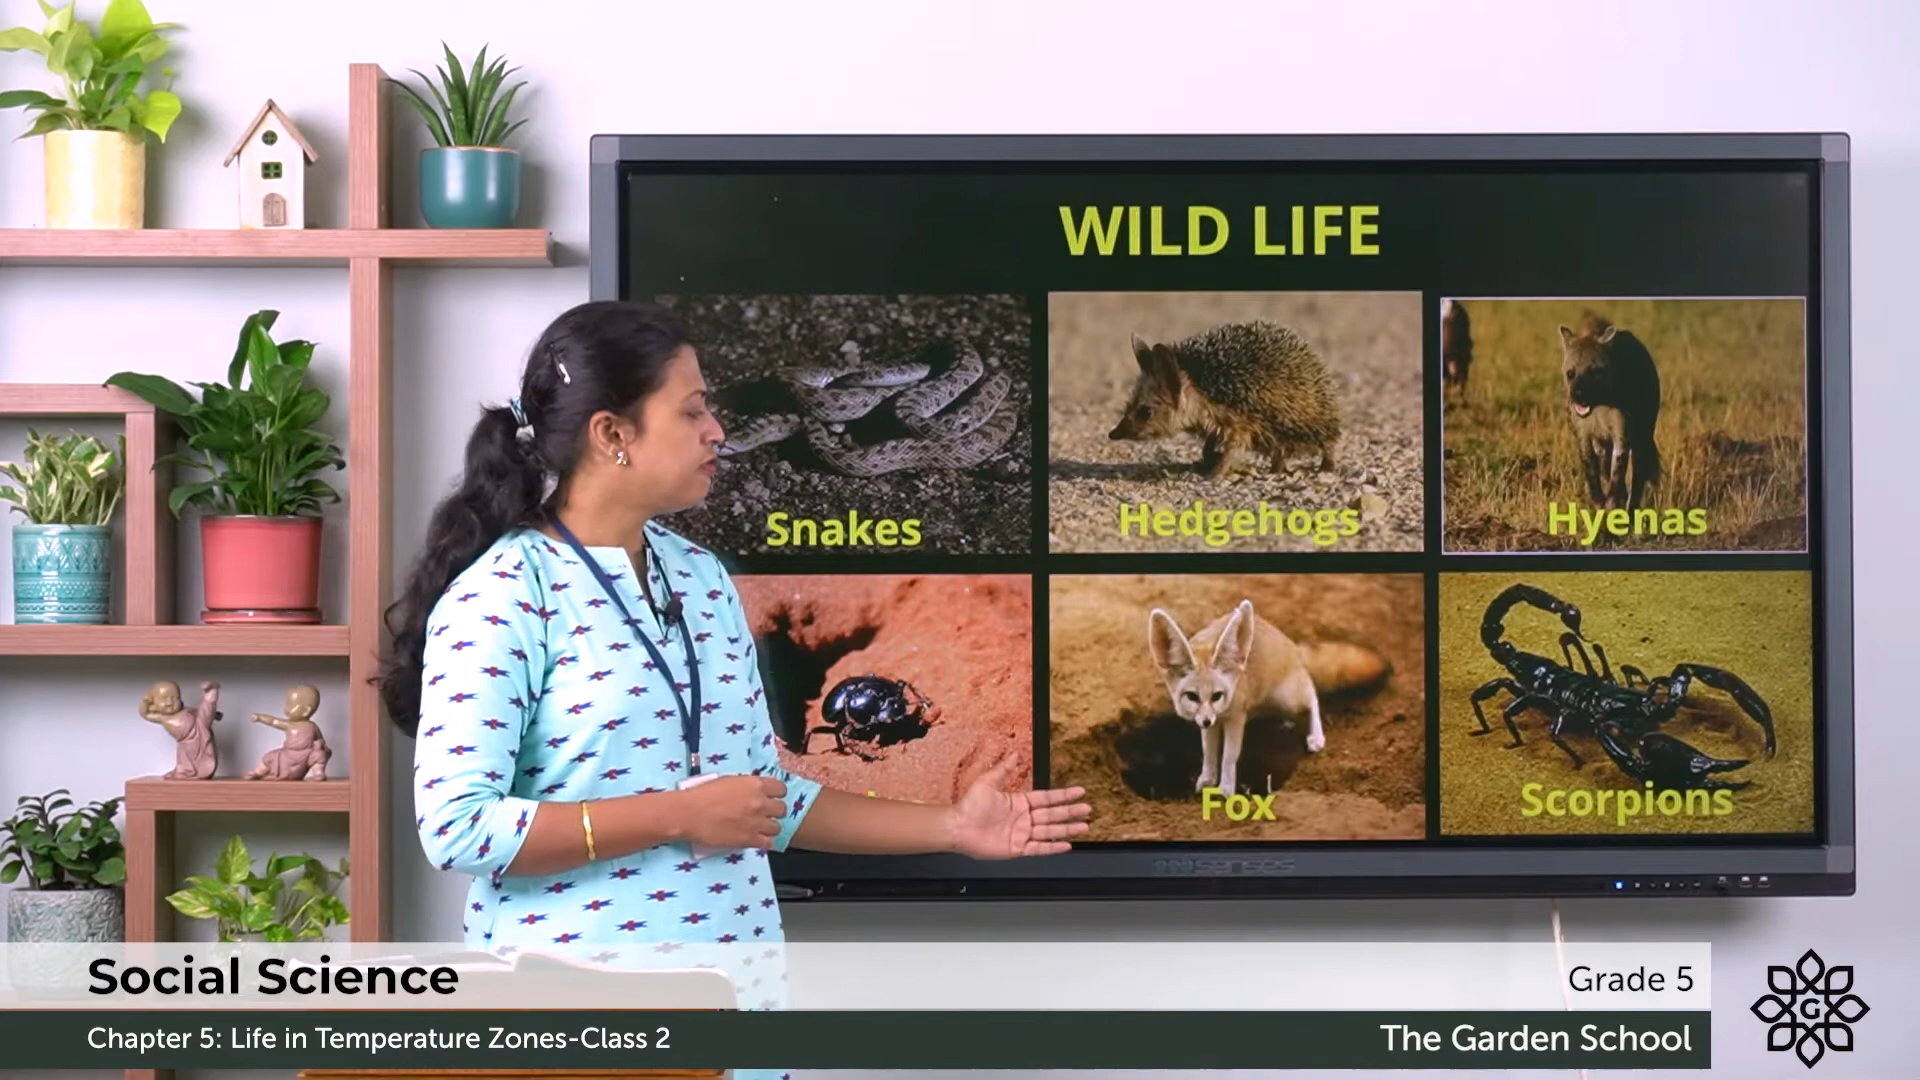 WILD LIFE
Snakes
Hedgehogs
Hyenas
Fox
Scorpions
Social Science
Grade 5
Chapter 5: Life in Temperature Zones-Class 2
The Garden School
G